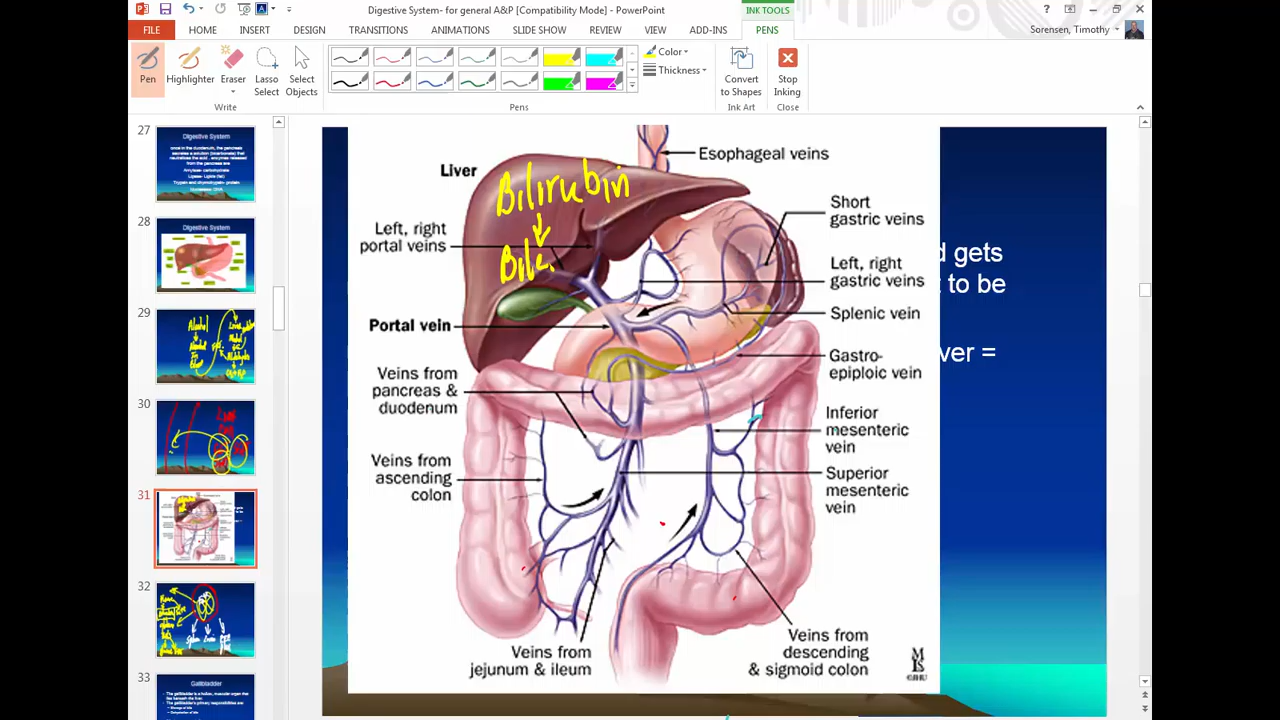 Digestive System- for general A&P [Compatibility Mode] - PowerPoint
INK TOOLS
?
FILE
HOME
INSERT
DESIGN
TRANSITIONS
ANIMATIONS
SLIDE SHOW
REVIEW
VIEW
ADD-INS
PENS
Sorensen, Timothy
Pen
Highlighter
Eraser
Lasso
Select
Select
Objects
Color
Thickness
Convert
to Shapes
Stop
Inking
Write
Pens
Ink Art
Close
27
Digestive System
28
Digestive System
29
Alcohol
30
31
32
33
Gallbladder
Liver
Bilirubin
Bile
Esophageal veins
Left, right
portal veins
Short
gastric veins
Left, right
gastric veins
Portal vein
Splenic vein
Gastro-
epiploic vein
Veins from
pancreas &
duodenum
Inferior
mesenteric
vein
Veins from
ascending
colon
Superior
mesenteric
vein
Veins from
jejunum & ileum
Veins from
descending
& sigmoid colon
d gets
t to be
ver =